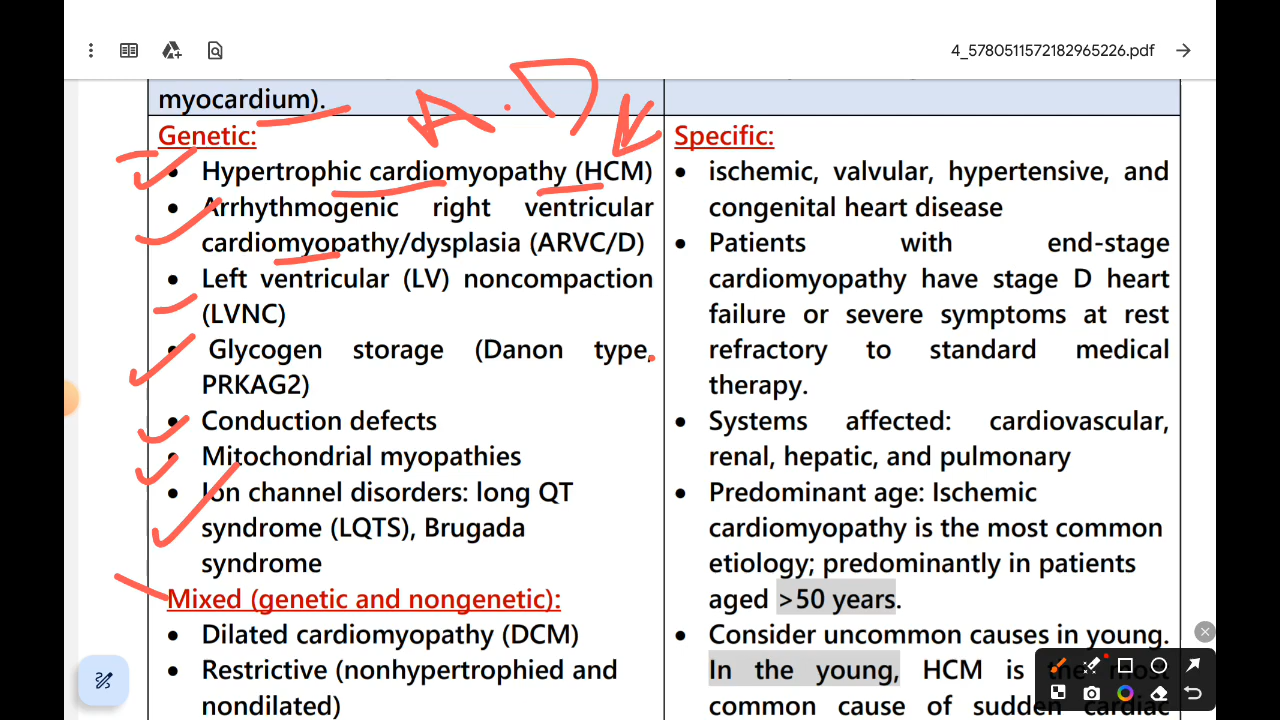 4_5780511572182965226.pdf
myocardium).
A.D
Genetic:
• Hypertrophic cardiomyopathy (HCM)
• Arrhythmogenic right ventricular
cardiomyopathy/dysplasia (ARVC/D)
• Left ventricular (LV) noncompaction
(LVNC)
• Glycogen storage (Danon type,
PRKAG2)
• Conduction defects
• Mitochondrial myopathies
• Ion channel disorders: long QT
syndrome (LQTS), Brugada
syndrome
Mixed (genetic and nongenetic):
• Dilated cardiomyopathy (DCM)
• Restrictive (nonhypertrophied and
nondilated)
Specific:
• ischemic, valvular, hypertensive, and
congenital heart disease
• Patients with end-stage
cardiomyopathy have stage D heart
failure or severe symptoms at rest
refractory to standard medical
therapy.
• Systems affected: cardiovascular,
renal, hepatic, and pulmonary
• Predominant age: Ischemic
cardiomyopathy is the most common
etiology; predominantly in patients
aged >50 years.
• Consider uncommon causes in young.
In the young, HCM is the most
common cause of sudden cardiac